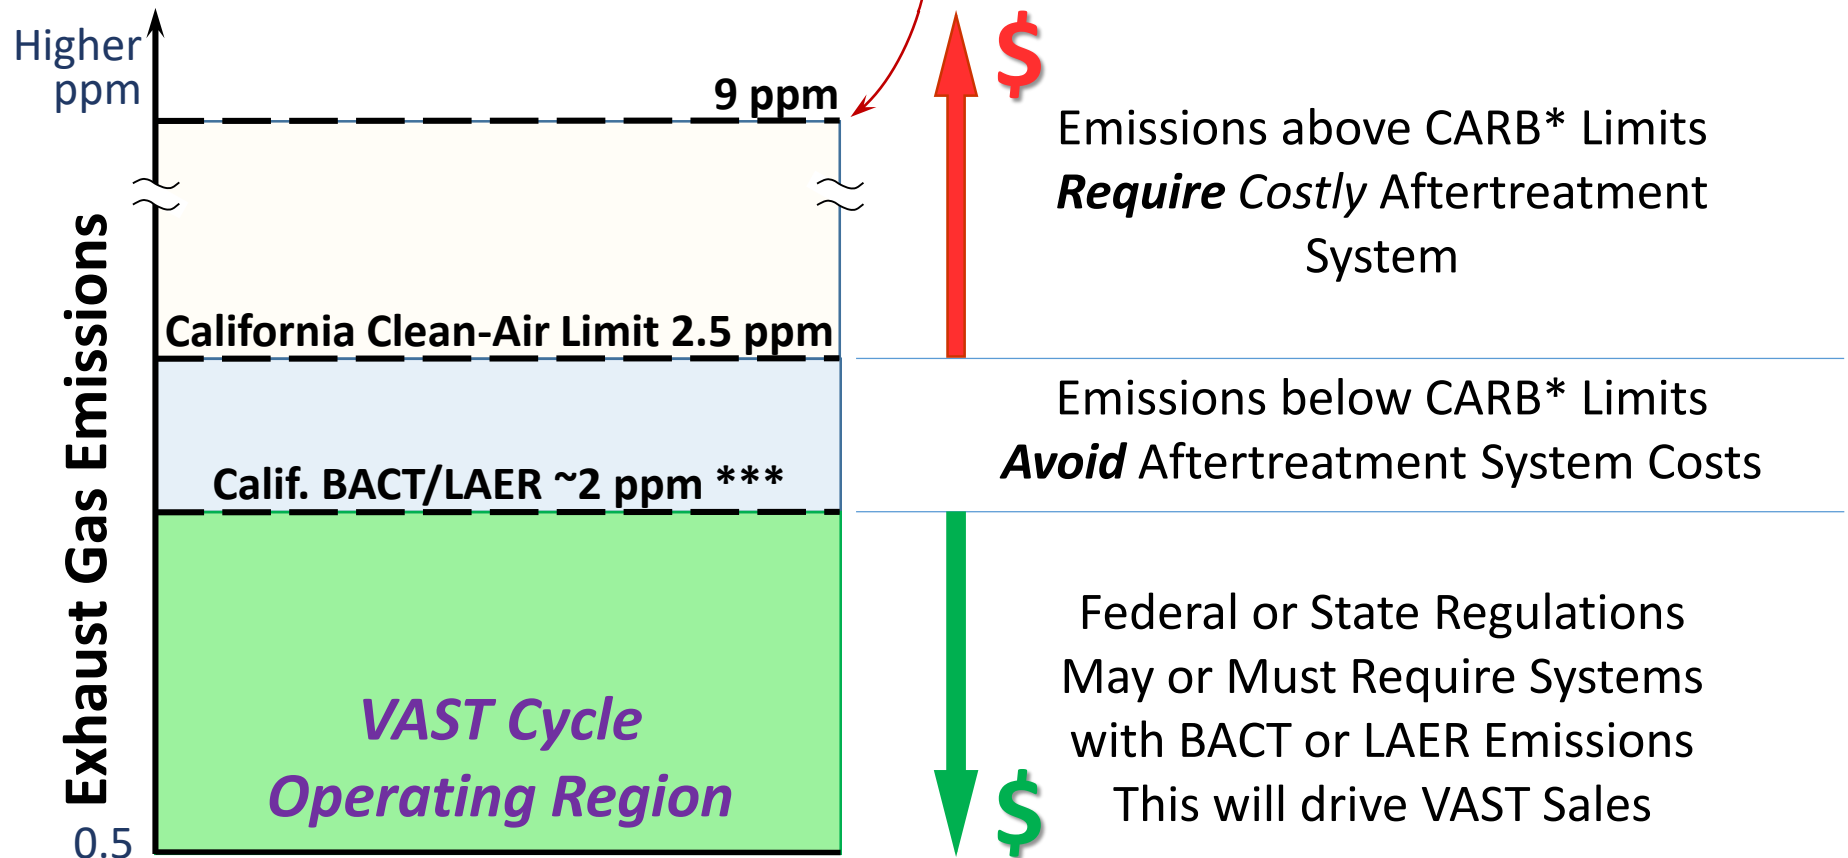 Higher
ppm
9 ppm
California Clean-Air Limit 2.5 ppm
Calif. BACT/LAER ~2 ppm ***
VAST Cycle
Operating Region
Exhaust Gas Emissions
0.5
$
Emissions above CARB* Limits
Require Costly Aftertreatment
System
Emissions below CARB* Limits
Avoid Aftertreatment System Costs
Federal or State Regulations
May or Must Require Systems
with BACT or LAER Emissions
This will drive VAST Sales
$